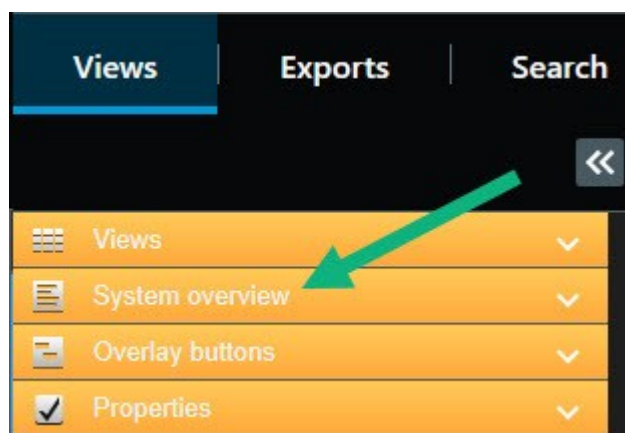 Views Exports Search
Views
System overview
Overlay buttons
Properties